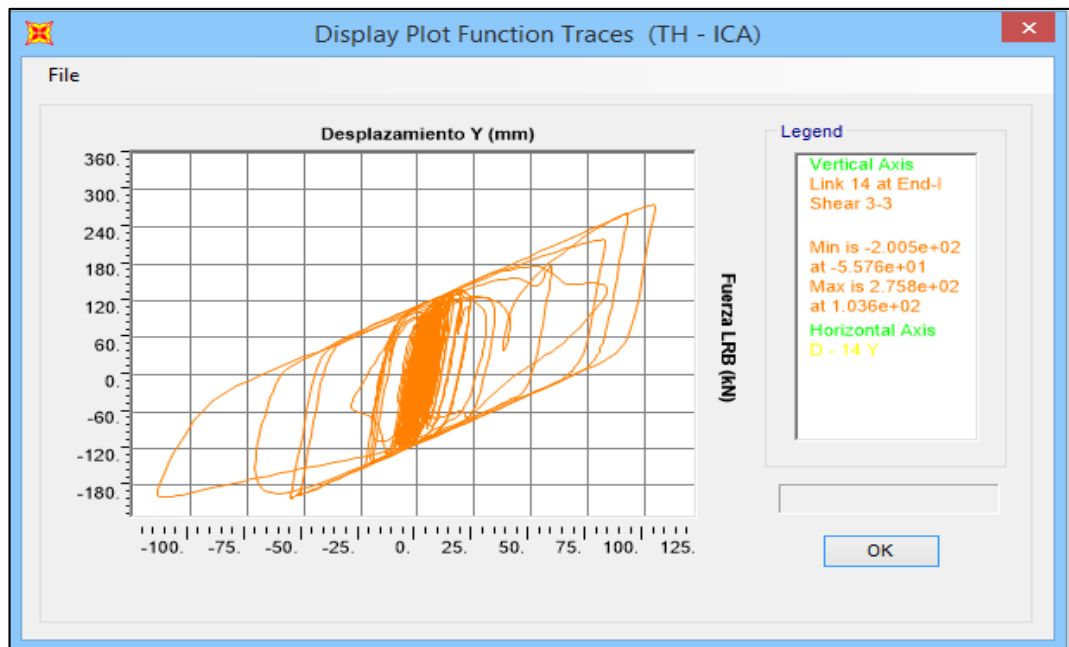 Display Plot Function Traces (TH - ICA)
File
Desplazamiento Y (mm)
360.
300.
240.
180.
120.
60.
0.
-60.
-120.
-180.
-100. -75. -50. -25. 0. 25. 50. 75. 100. 125.
Fuerza LRB (kN)
Legend
Vertical Axis
Link 14 at End-I
Shear 3-3
Min is -2.005e+02
at -5.576e+01
Max is 2.758e+02
at 1.036e+02
Horizontal Axis
D - 14 Y
OK